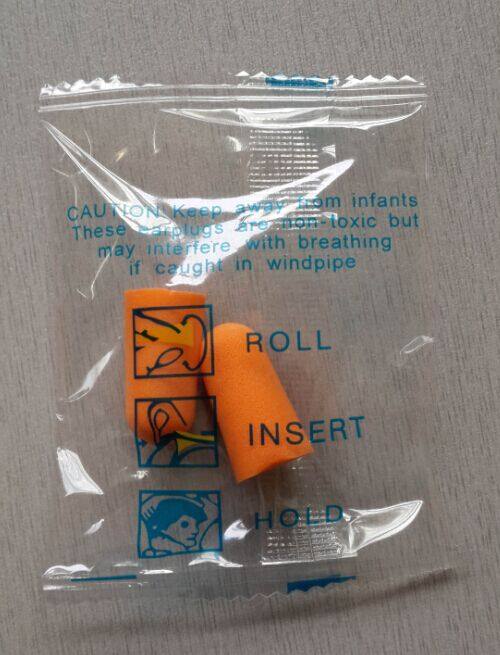 CAUTION Keep away from infants
These earplugs are non-toxic but
may interfere with breathing
if caught in windpipe
ROLL
INSERT
HOLD